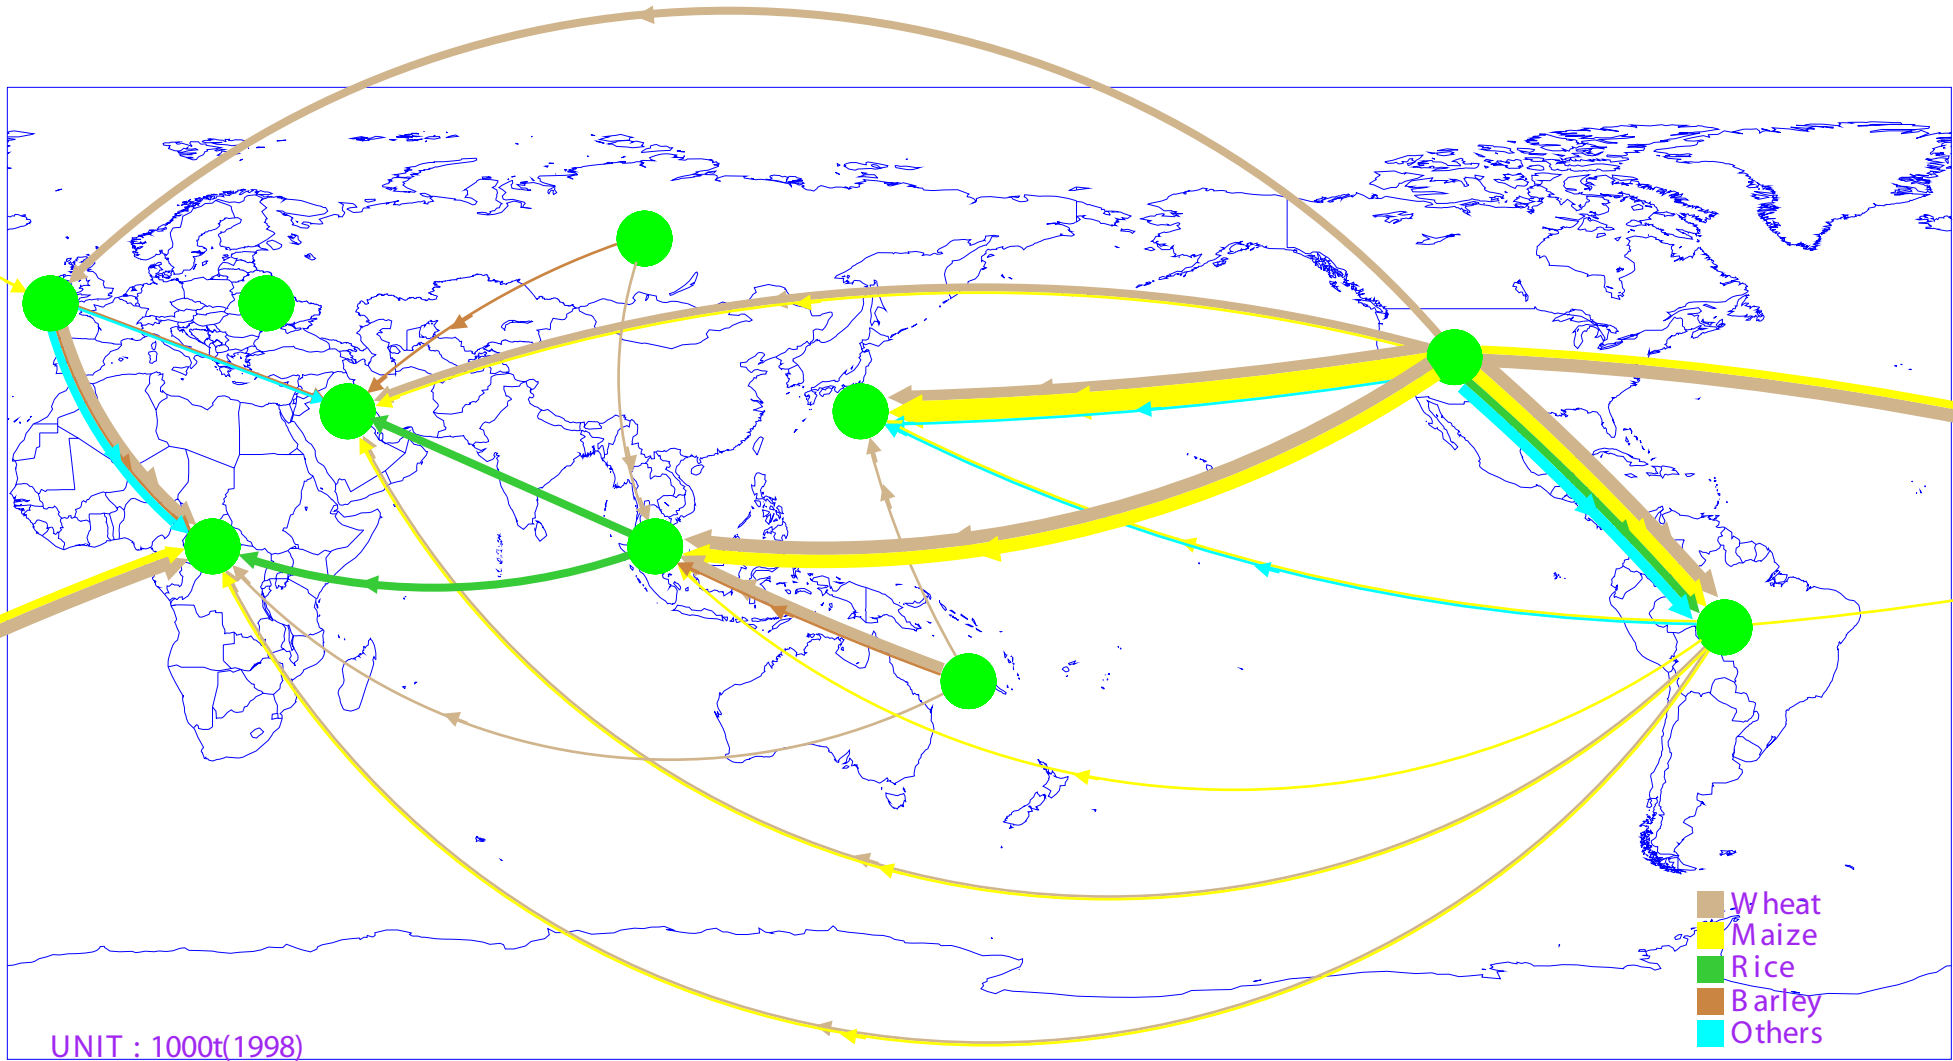 Wheat
Maize
Rice
Barley
Others
UNIT : 1000t(1998)